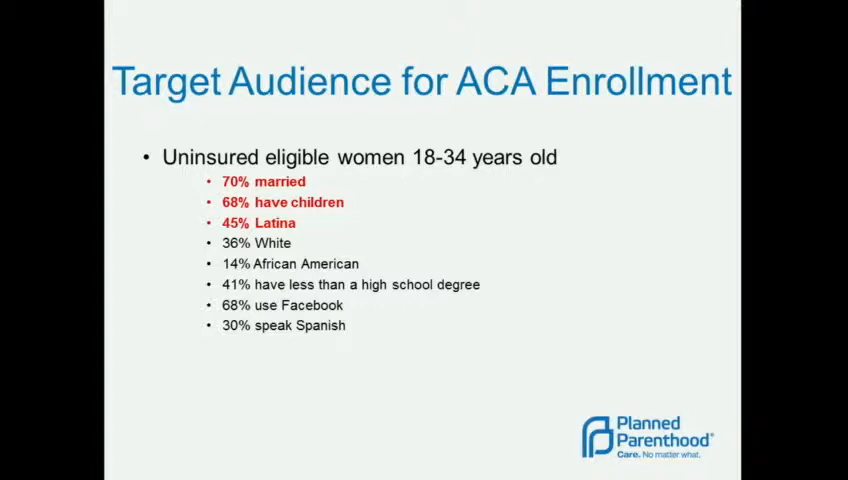 Target Audience for ACA Enrollment
• Uninsured eligible women 18-34 years old
• 70% married
• 68% have children
• 45% Latina
• 36% White
• 14% African American
• 41% have less than a high school degree
• 68% use Facebook
• 30% speak Spanish
Planned
Parenthood®
Care. No matter what.